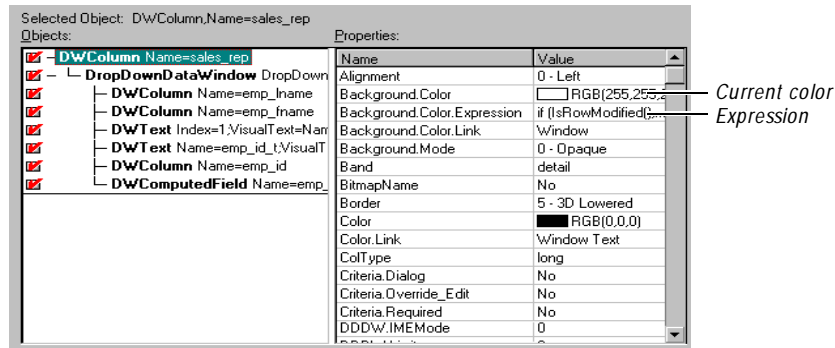 Selected Object: DWColumn,Name=sales_rep
Objects:
DWColumn Name=sales_rep
DropDownDataWindow DropDown
DWColumn Name=emp_lname
DWColumn Name=emp_fname
DWText Index=1;VisualText=Nam
DWText Name=emp_id_t;VisualT
DWColumn Name=emp_id
DWComputedField Name=emp_
Properties:
Name Value
Alignment 0 - Left
Background.Color RGB(255,255,2
Background.Color.Expression if (IsRowModified(),
Background.Color.Link Window
Background.Mode 0 - Opaque
Band detail
BitmapName No
Border 5 - 3D Lowered
Color RGB(0,0,0)
Color.Link Window Text
ColType long
Criteria.Dialog No
Criteria.Override_Edit No
Criteria.Required No
DDDW.IMEMode 0
Current color
Expression